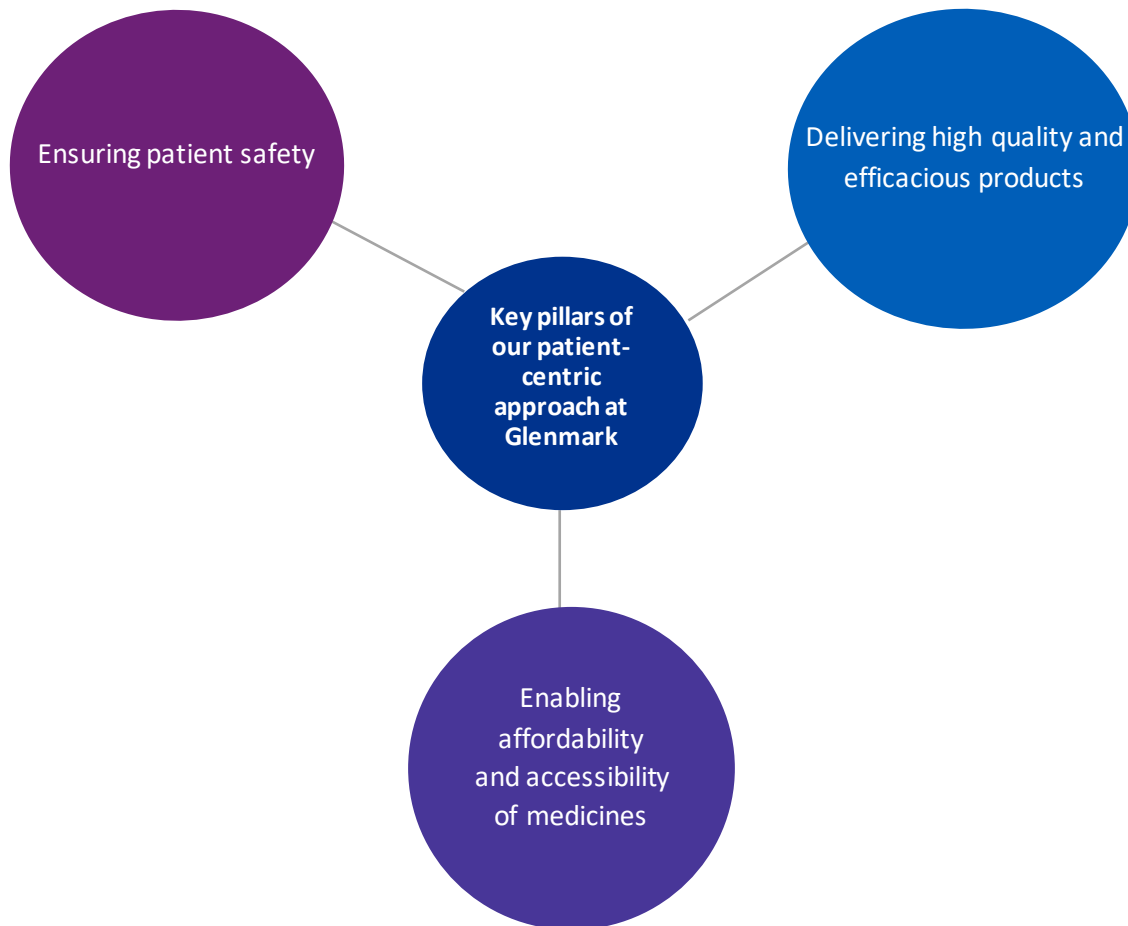 Ensuring patient safety
Delivering high quality and
efficacious products
Key pillars of
our patient-
centric
approach at
Glenmark
Enabling
affordability
and accessibility
of medicines